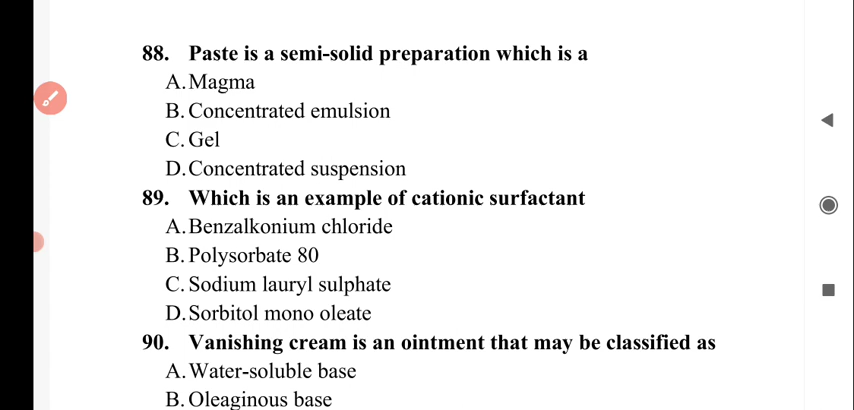 88. Paste is a semi-solid preparation which is a
A. Magma
B. Concentrated emulsion
C. Gel
D. Concentrated suspension
89. Which is an example of cationic surfactant
A. Benzalkonium chloride
B. Polysorbate 80
C. Sodium lauryl sulphate
D. Sorbitol mono oleate
90. Vanishing cream is an ointment that may be classified as
A. Water-soluble base
B. Oleaginous base